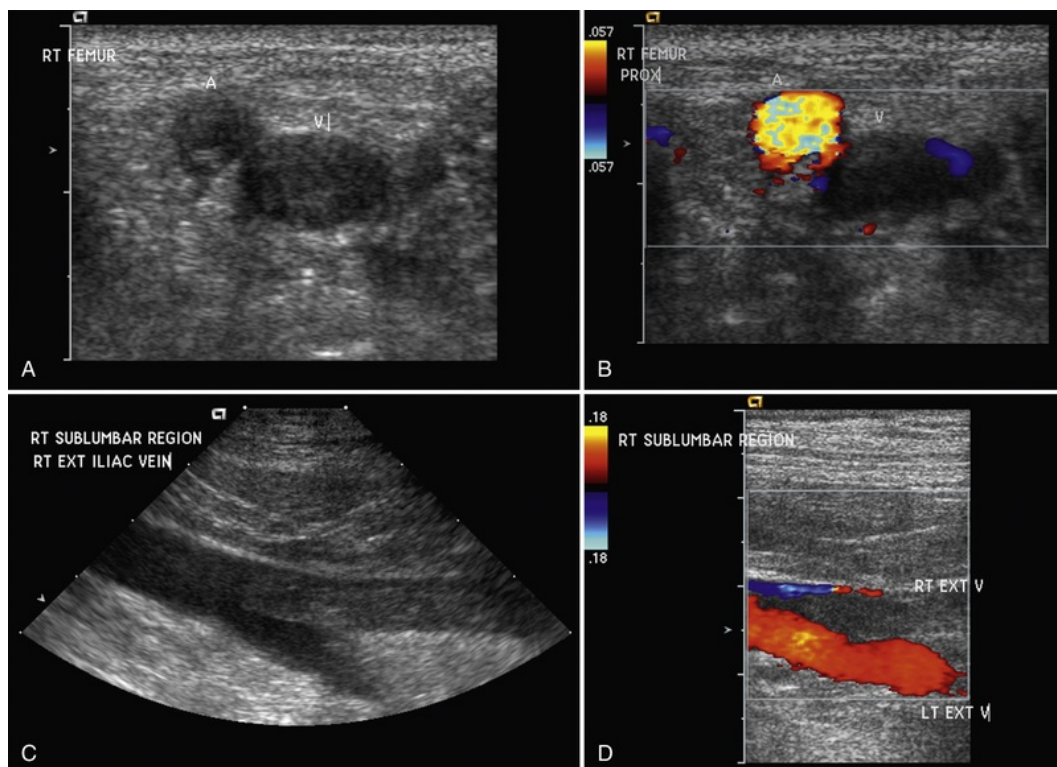 RT FEMUR
A
V
A
.057
RT FEMUR
PROX
A
V
.057
B
RT SUBLUMBAR REGION
RT EXT ILIAC VEIN
C
.18
RT SUBLUMBAR REGION
.18
RT EXT V
LT EXT V
D